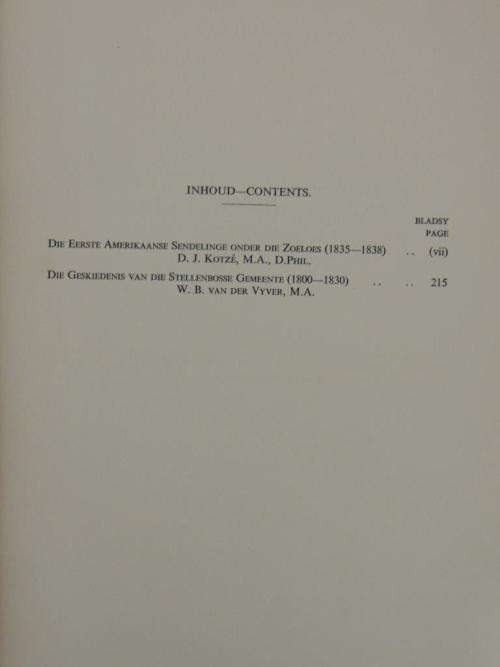 INHOUD—CONTENTS.
BLADSY
PAGE
Die Eerste Amerikaanse Sendelinge onder die Zoeloes (1835—1838) .. (vii)
D. J. Kotzé, M.A., D.Phil.
Die Geskiedenis van die Stellenbosse Gemeente (1800—1830) .. .. 215
W. B. van der Vyver, M.A.